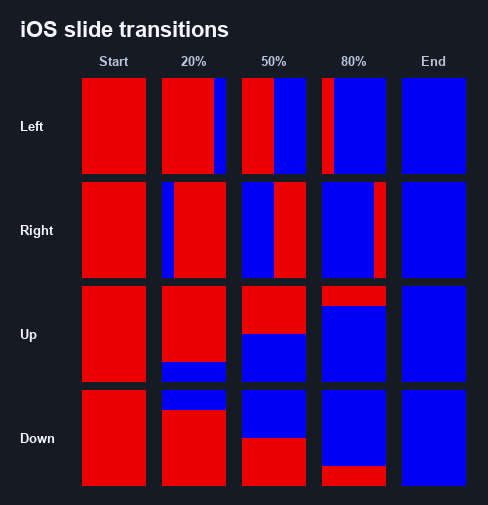 iOS slide transitions
Start 20% 50% 80% End
Left
Right
Up
Down